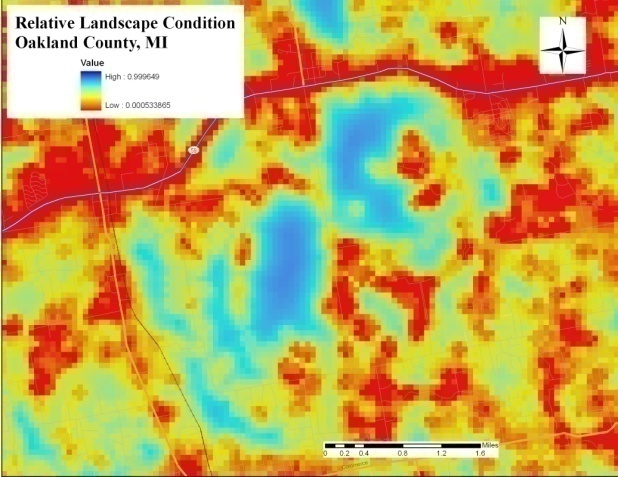 Relative Landscape Condition
Oakland County, MI
Value
High : 0.999649
Low : 0.000533865
N
Miles
0 0.2 0.4 0.8 1.2 1.6